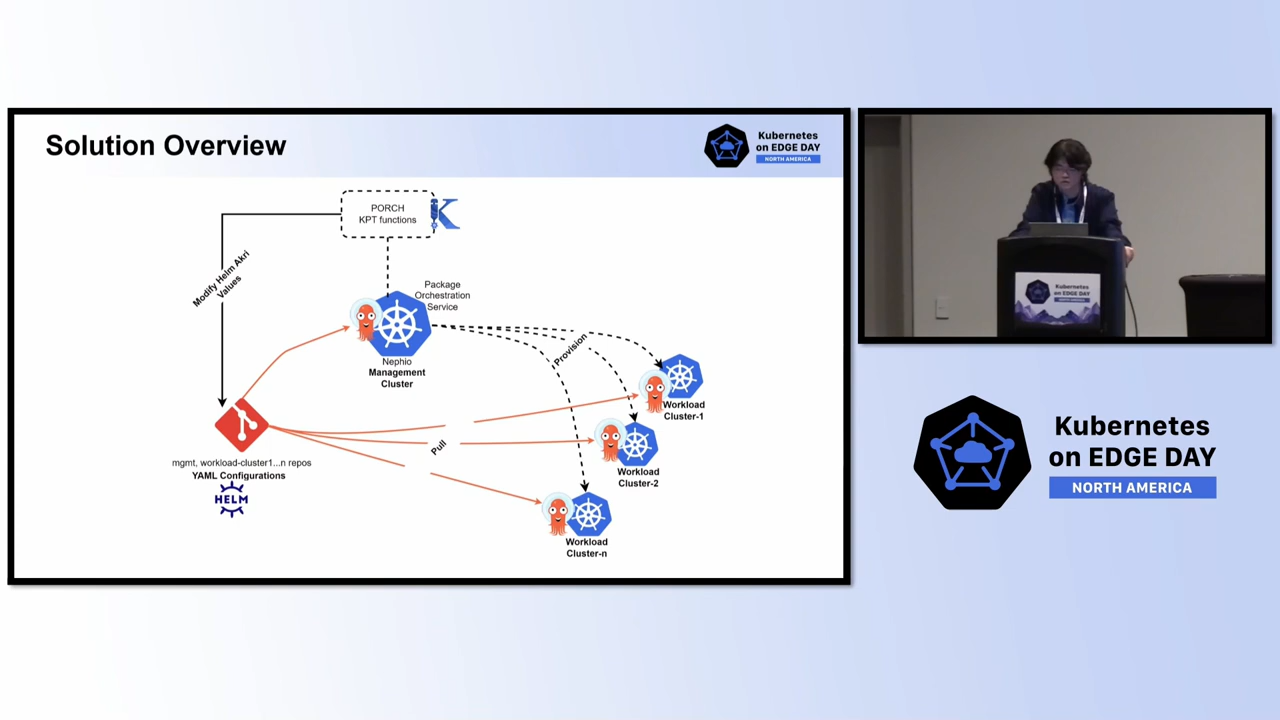 Solution Overview
Kubernetes
on EDGE DAY
NORTH AMERICA
PORCH
KPT functions
Modify Helm Akri
Values
Package
Orchestration
Service
Nephio
Management
Cluster
Provision
Workload
Cluster-1
Workload
Cluster-2
Workload
Cluster-n
Pull
mgmt, workload-cluster1...n repos
YAML Configurations
HELM
Kubernetes
on EDGE DAY
NORTH AMERICA
Kubernetes
on EDGE DAY
NORTH AMERICA